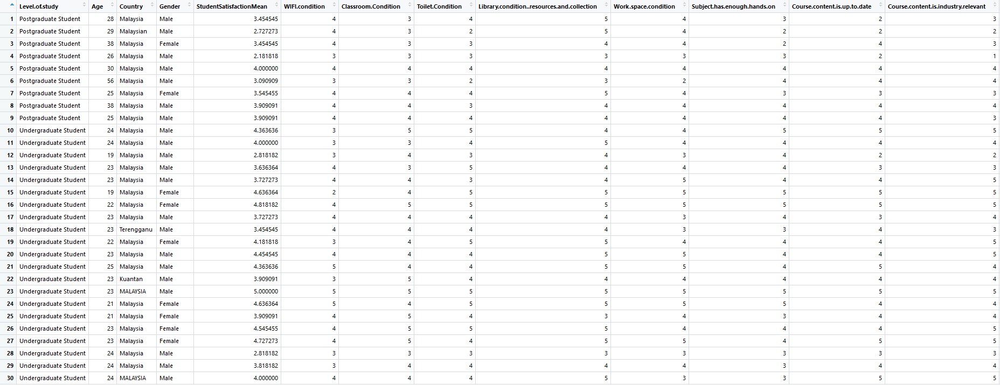 Level.of.study Age Country Gender StudentSatisfactionMean WIFI.condition Classroom.Condition Toilet.Condition Library.condition..resources.and.collection Work.space.condition Subject.has.enough.hands.on Course.content.is.up.to.date Course.content.is.industry.relevant
1 Postgraduate Student 28 Malaysia Male 3.454545 4 3 4 5 4 3 2 3
2 Postgraduate Student 29 Malaysian Male 2.727273 4 3 2 5 4 2 2 2
3 Postgraduate Student 38 Malaysia Female 3.454545 4 3 3 4 4 2 4 3
4 Postgraduate Student 26 Malaysia Male 2.181818 3 3 3 3 3 3 2 1
5 Postgraduate Student 30 Malaysia Male 4.000000 4 4 4 4 4 4 4 4
6 Postgraduate Student 56 Malaysia Male 3.090909 3 3 2 3 2 4 4 4
7 Postgraduate Student 25 Malaysia Female 3.545455 4 4 4 5 4 3 3 3
8 Postgraduate Student 38 Malaysia Male 3.909091 4 4 3 4 4 4 4 4
9 Postgraduate Student 25 Malaysia Male 3.909091 4 4 4 4 4 4 4 3
10 Undergraduate Student 24 Malaysia Male 4.363636 3 5 5 4 4 5 5 5
11 Undergraduate Student 24 Malaysia Male 4.000000 3 3 4 5 4 4 4 4
12 Undergraduate Student 19 Malaysia Male 2.818182 3 4 3 4 3 4 2 2
13 Undergraduate Student 23 Malaysia Male 3.636364 4 3 5 4 4 4 3 3
14 Undergraduate Student 23 Malaysia Male 3.727273 4 4 3 4 5 4 4 5
15 Undergraduate Student 19 Malaysia Female 4.636364 2 4 5 5 5 5 5 5
16 Undergraduate Student 22 Malaysia Female 4.818182 4 5 5 5 5 5 5 5
17 Undergraduate Student 23 Malaysia Male 3.727273 4 4 4 4 3 4 3 4
18 Undergraduate Student 23 Terengganu Male 3.454545 4 4 4 4 3 3 4 3
19 Undergraduate Student 22 Malaysia Female 4.181818 3 4 5 5 4 4 4 5
20 Undergraduate Student 23 Malaysia Male 4.454545 4 4 4 5 5 4 4 5
21 Undergraduate Student 25 Malaysia Male 4.363636 5 4 4 5 5 4 5 4
22 Undergraduate Student 23 Kuantan Male 3.909091 3 5 4 4 4 4 4 4
23 Undergraduate Student 23 MALAYSIA Male 5.000000 5 5 5 5 5 5 5 5
24 Undergraduate Student 21 Malaysia Female 4.636364 5 4 5 5 5 5 4 4
25 Undergraduate Student 21 Malaysia Female 3.909091 4 5 4 3 4 3 4 4
26 Undergraduate Student 23 Malaysia Female 4.545455 4 5 5 5 4 4 4 5
27 Undergraduate Student 23 Malaysia Female 4.727273 4 5 4 5 5 4 5 5
28 Undergraduate Student 24 Malaysia Male 2.818182 3 3 3 3 3 3 3 3
29 Undergraduate Student 24 Malaysia Male 3.818182 3 4 4 4 4 3 4 4
30 Undergraduate Student 24 MALAYSIA Male 4.000000 4 4 4 5 3 3 5 5